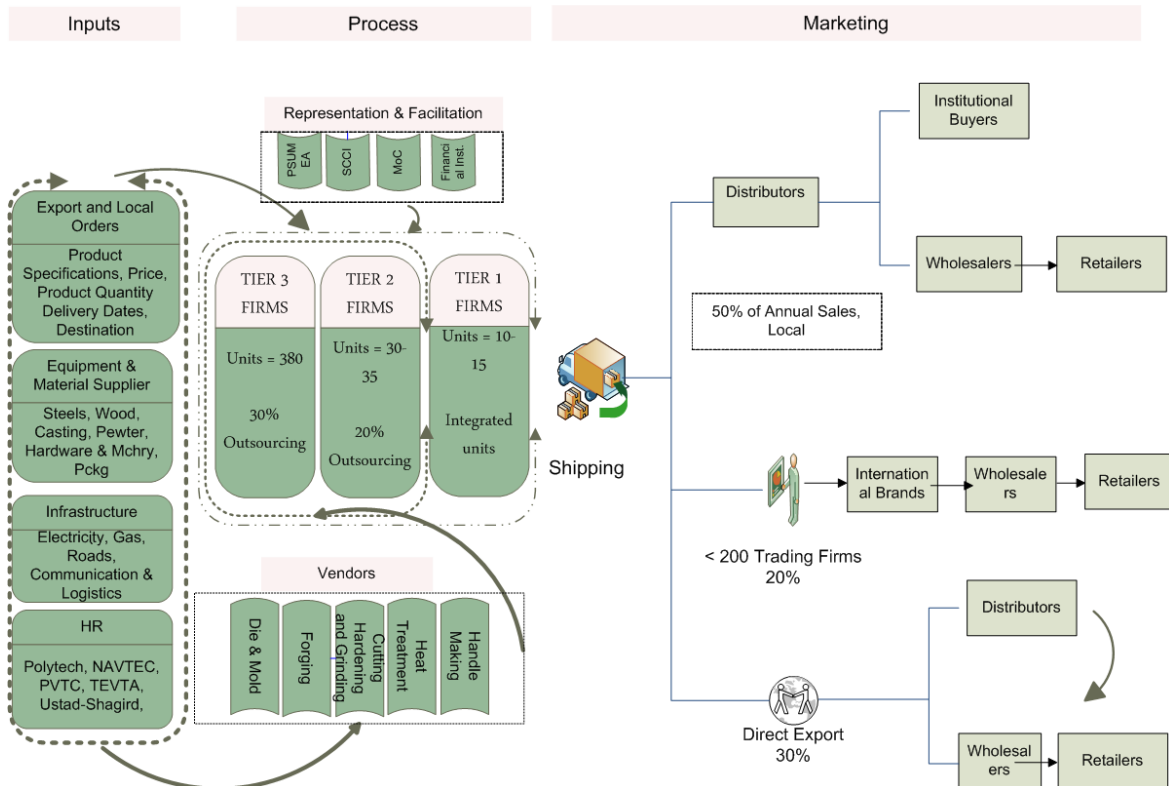 Inputs
Process
Marketing
Representation & Facilitation
PSUM
EA
SCCI
MoC
Financi
al Inst.
Export and Local
Orders
Product
Specifications, Price,
Product Quantity
Delivery Dates,
Destination
Equipment &
Material Supplier
Steels, Wood,
Casting, Pewter,
Hardware & Mchry,
Pckg
Infrastructure
Electricity, Gas,
Roads,
Communication &
Logistics
HR
Polytech, NAVTEC,
PVTC, TEVTA,
Ustad-Shagird,
TIER 3
FIRMS
Units = 380
30%
Outsourcing
TIER 2
FIRMS
Units = 30-
35
20%
Outsourcing
TIER 1
FIRMS
Units = 10-
15
Integrated
units
Vendors
Die & Mold
Forging
Cutting
Hardening
and Grinding
Heat
Treatment
Handle
Making
Shipping
Distributors
Institutional
Buyers
Wholesalers
Retailers
50% of Annual Sales,
Local
Internation
al Brands
Wholesale
rs
Retailers
< 200 Trading Firms
20%
Direct Export
30%
Distributors
Wholesal
ers
Retailers